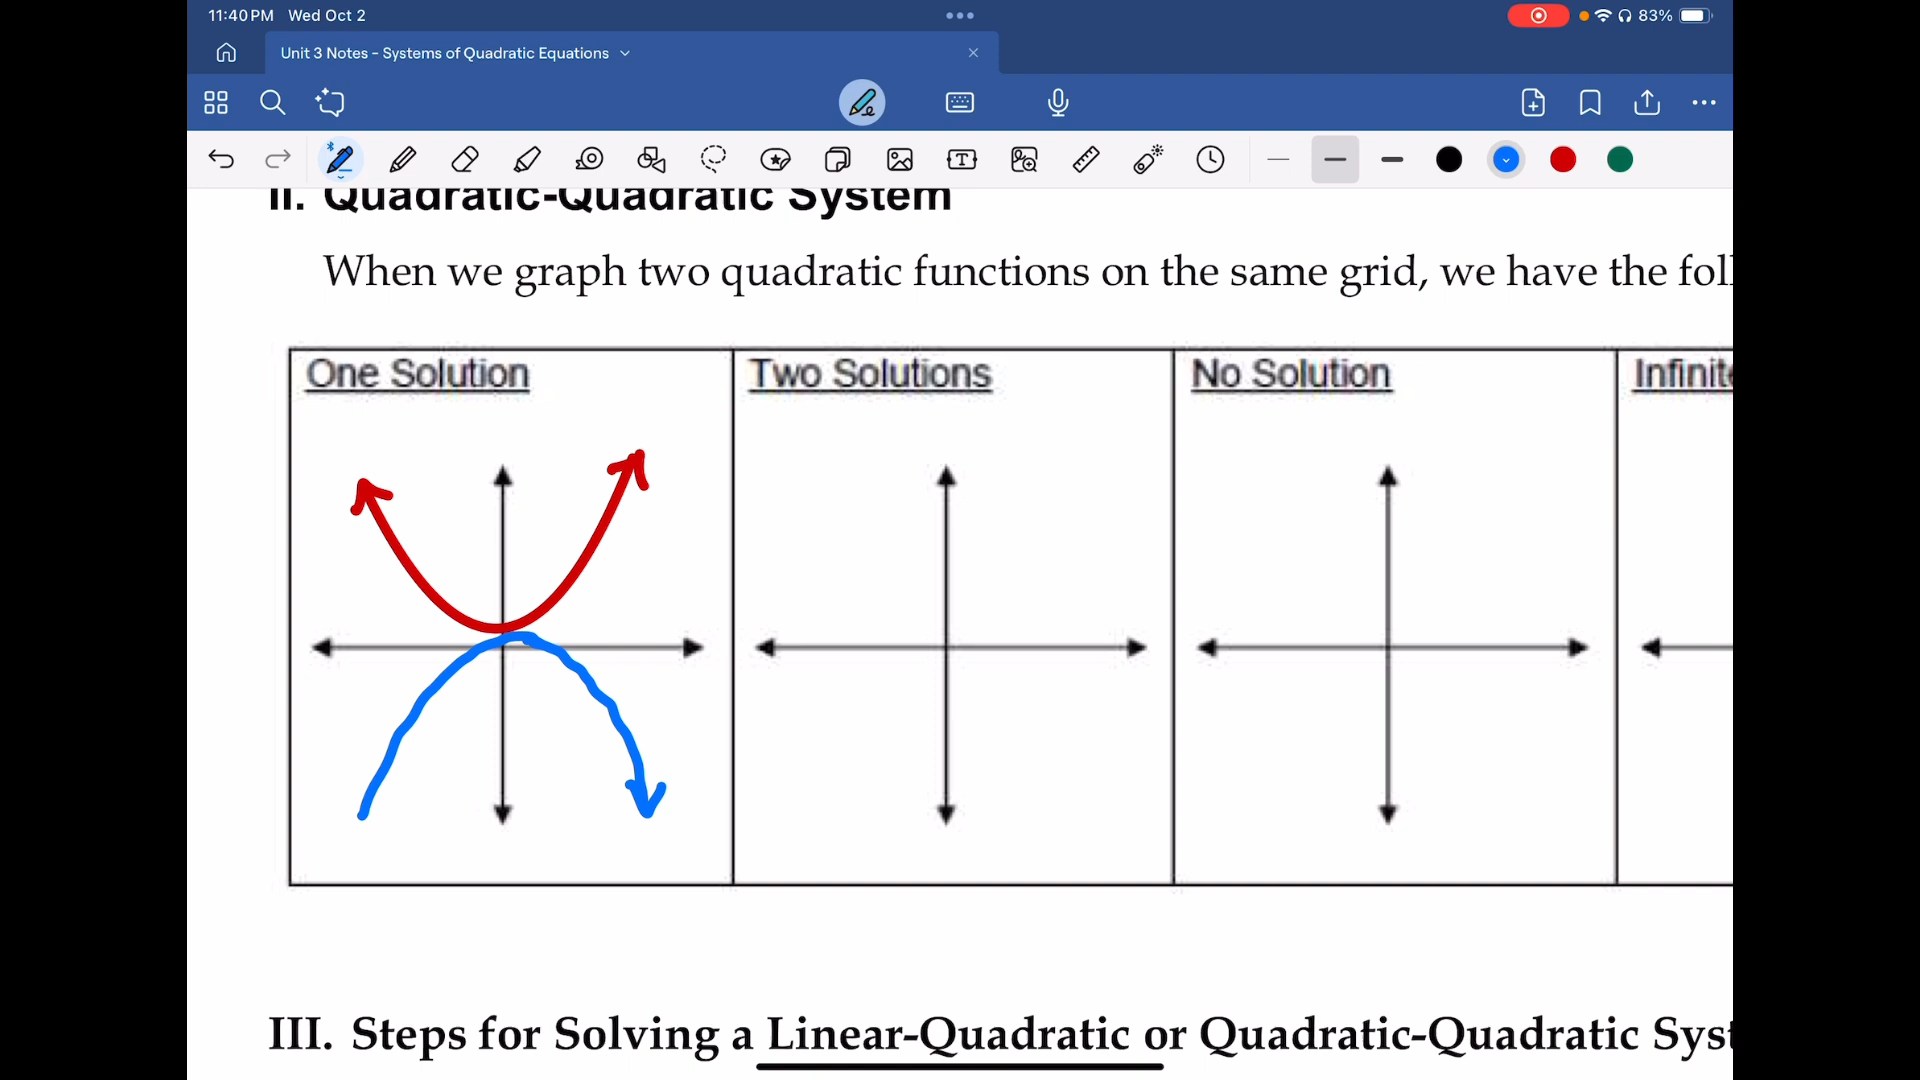 11:40 PM Wed Oct 2
83%
Unit 3 Notes - Systems of Quadratic Equations
II. Quadratic-Quadratic System
When we graph two quadratic functions on the same grid, we have the foll
One Solution
Two Solutions
No Solution
Infinite
III. Steps for Solving a Linear-Quadratic or Quadratic-Quadratic Syst